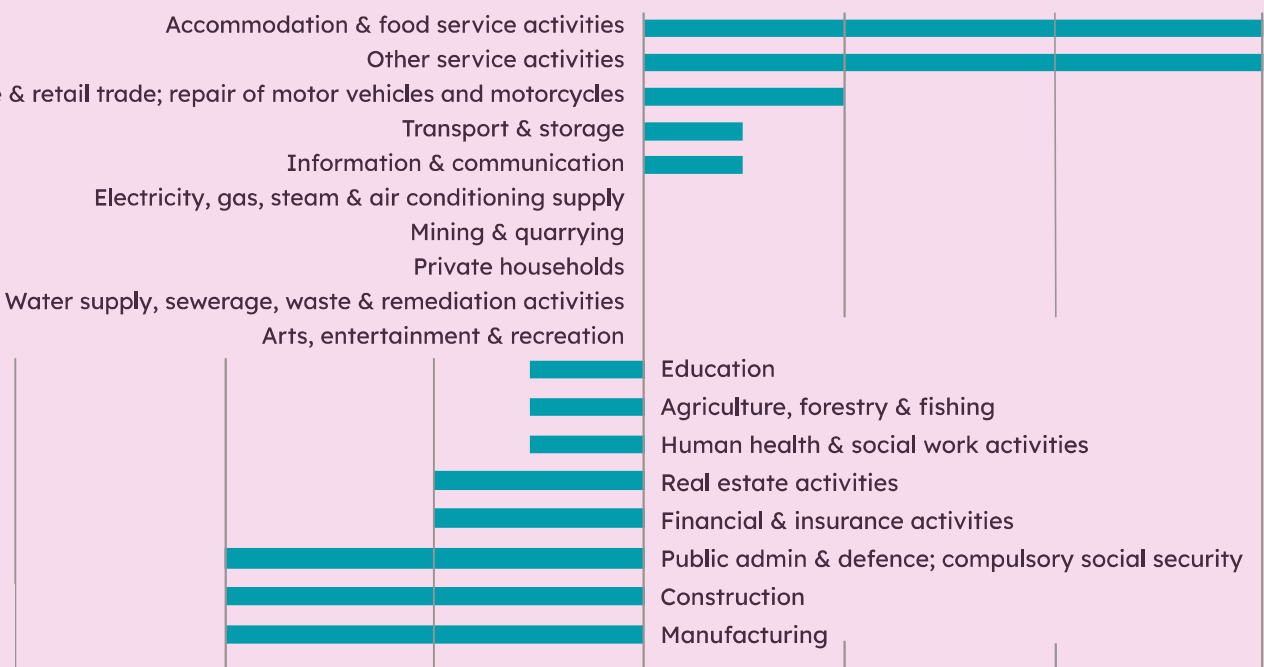 Accommodation & food service activities
Other service activities
& retail trade; repair of motor vehicles and motorcycles
Transport & storage
Information & communication
Electricity, gas, steam & air conditioning supply
Mining & quarrying
Private households
Water supply, sewerage, waste & remediation activities
Arts, entertainment & recreation
Education
Agriculture, forestry & fishing
Human health & social work activities
Real estate activities
Financial & insurance activities
Public admin & defence; compulsory social security
Construction
Manufacturing